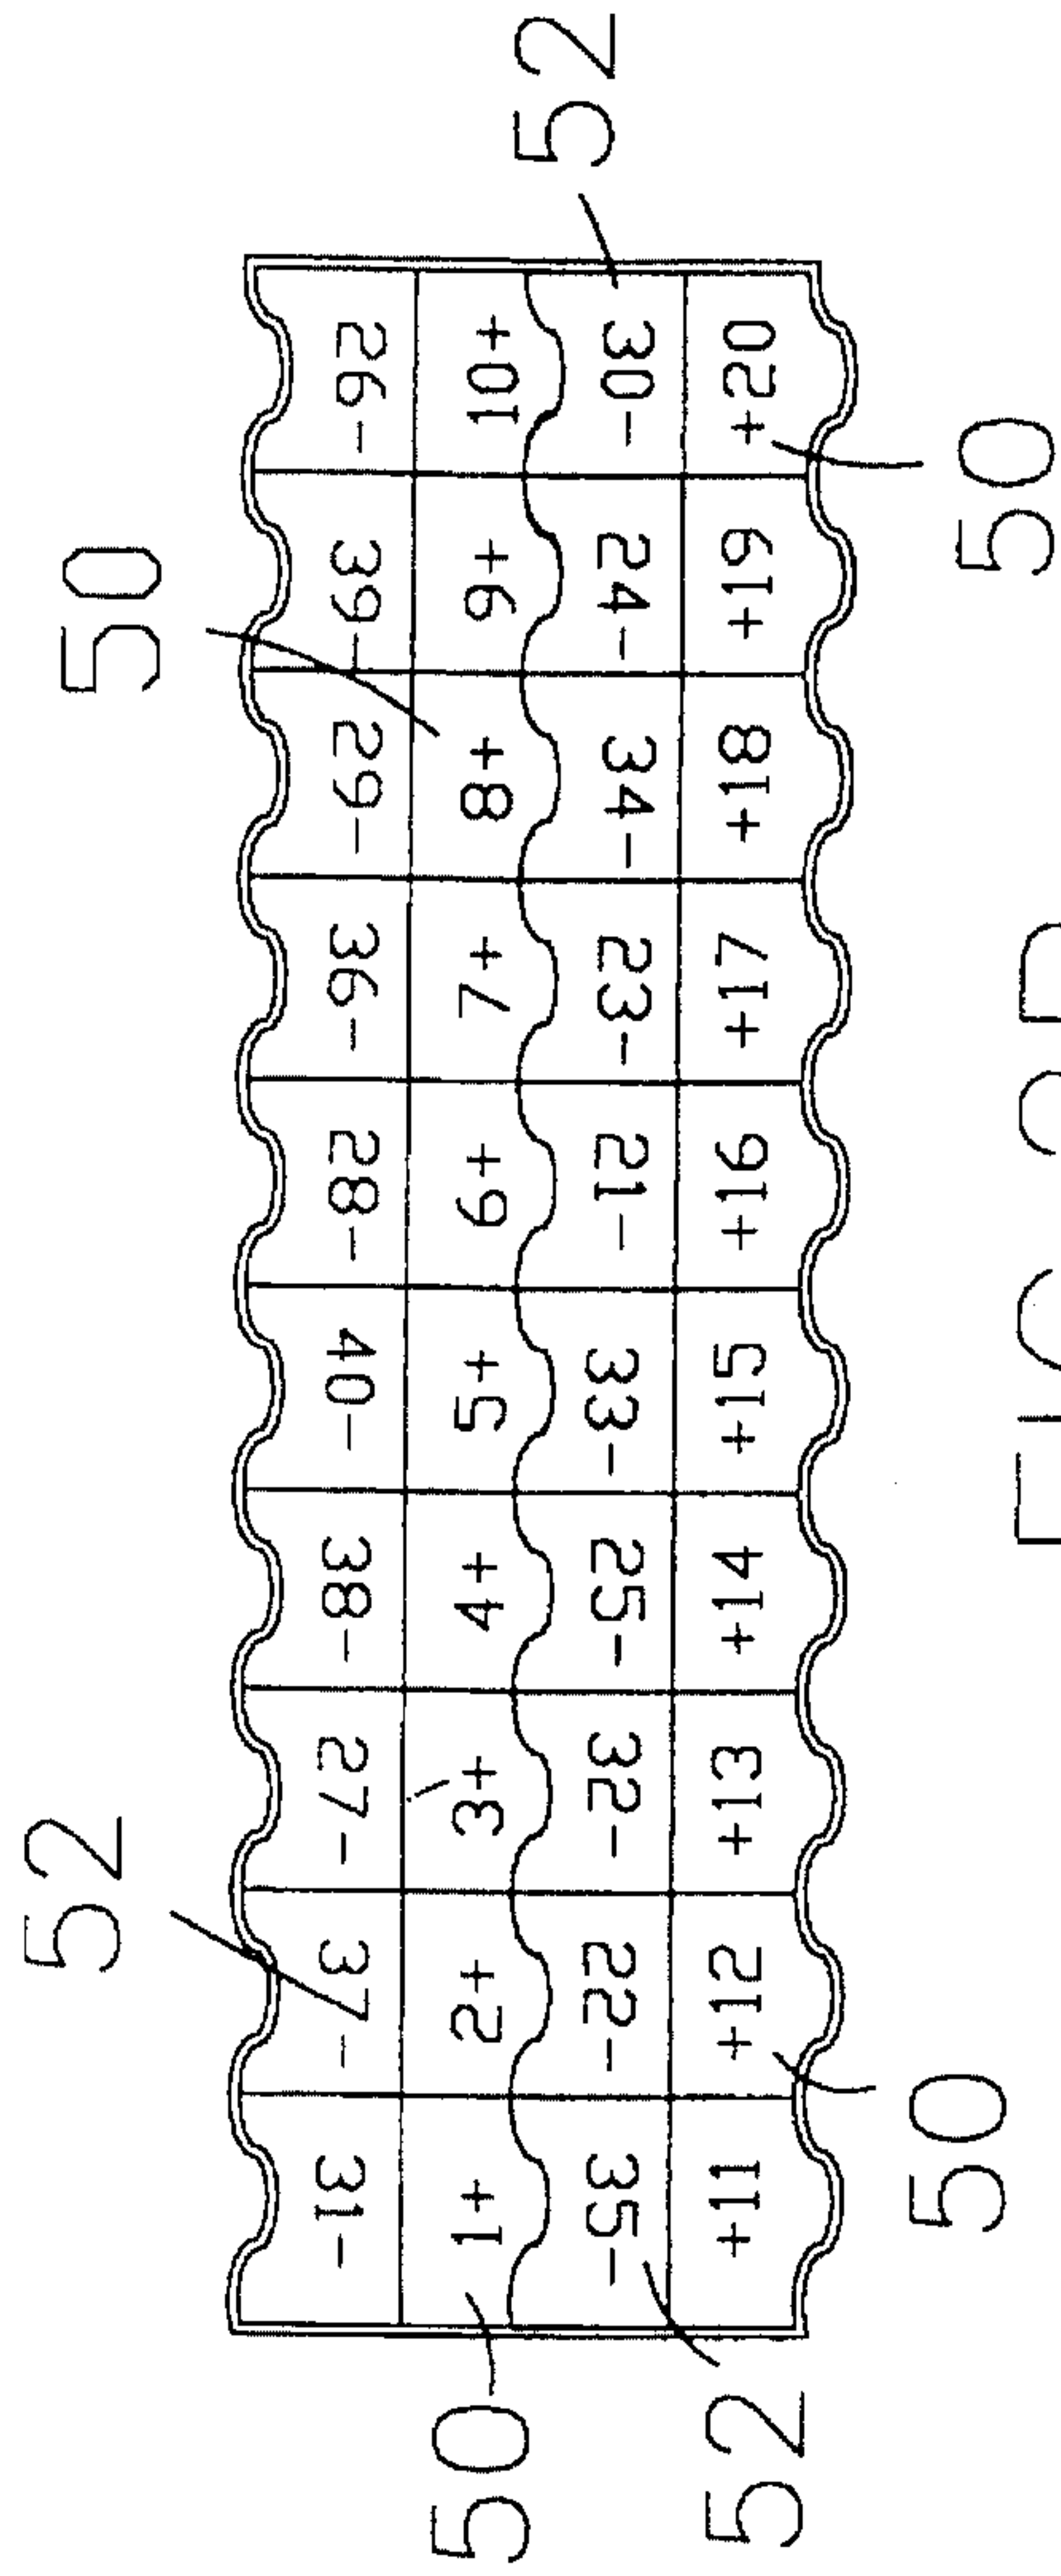 52 50
31- 37- 27- 38- 40- 28- 36- 29- 39- 26-
50 1+ 2+ 3+ 4+ 5+ 6+ 7+ 8+ 9+ 10+
35- 22- 32- 25- 33- 21- 23- 34- 24- 30- 52
52 +11 +12 +13 +14 +15 +16 +17 +18 +19 +20
50 50